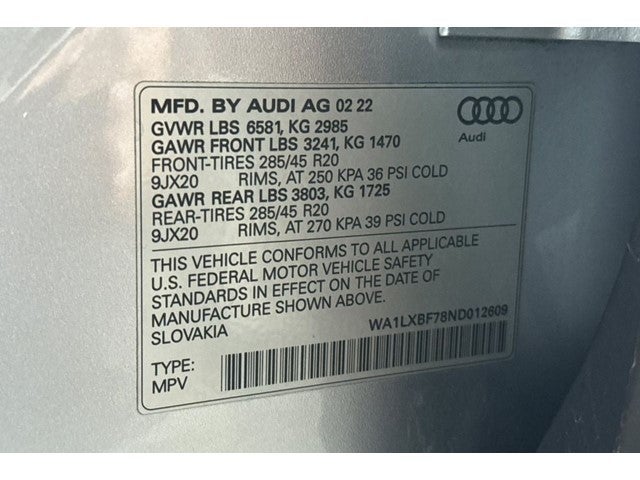 MFD. BY AUDI AG 02 22
GVWR LBS 6581, KG 2985
GAWR FRONT LBS 3241, KG 1470
FRONT-TIRES 285/45 R20
9JX20 RIMS, AT 250 KPA 36 PSI COLD
GAWR REAR LBS 3803, KG 1725
REAR-TIRES 285/45 R20
9JX20 RIMS, AT 270 KPA 39 PSI COLD
Audi
THIS VEHICLE CONFORMS TO ALL APPLICABLE
U.S. FEDERAL MOTOR VEHICLE SAFETY
STANDARDS IN EFFECT ON THE DATE OF
MANUFACTURE SHOWN ABOVE.
SLOVAKIA
WA1LXBF78ND012609
TYPE:
MPV